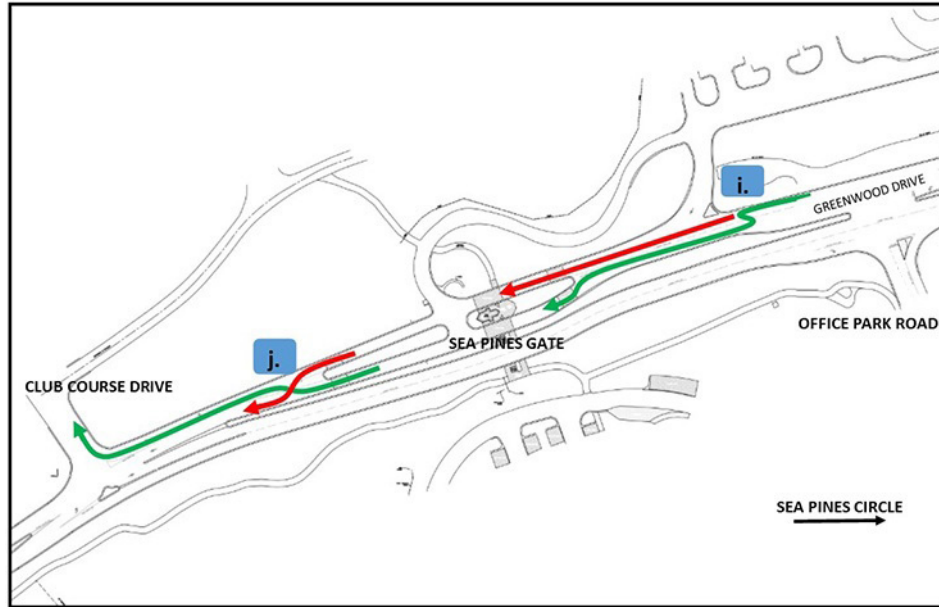 i.
GREENWOOD DRIVE
OFFICE PARK ROAD
SEA PINES GATE
j.
CLUB COURSE DRIVE
SEA PINES CIRCLE